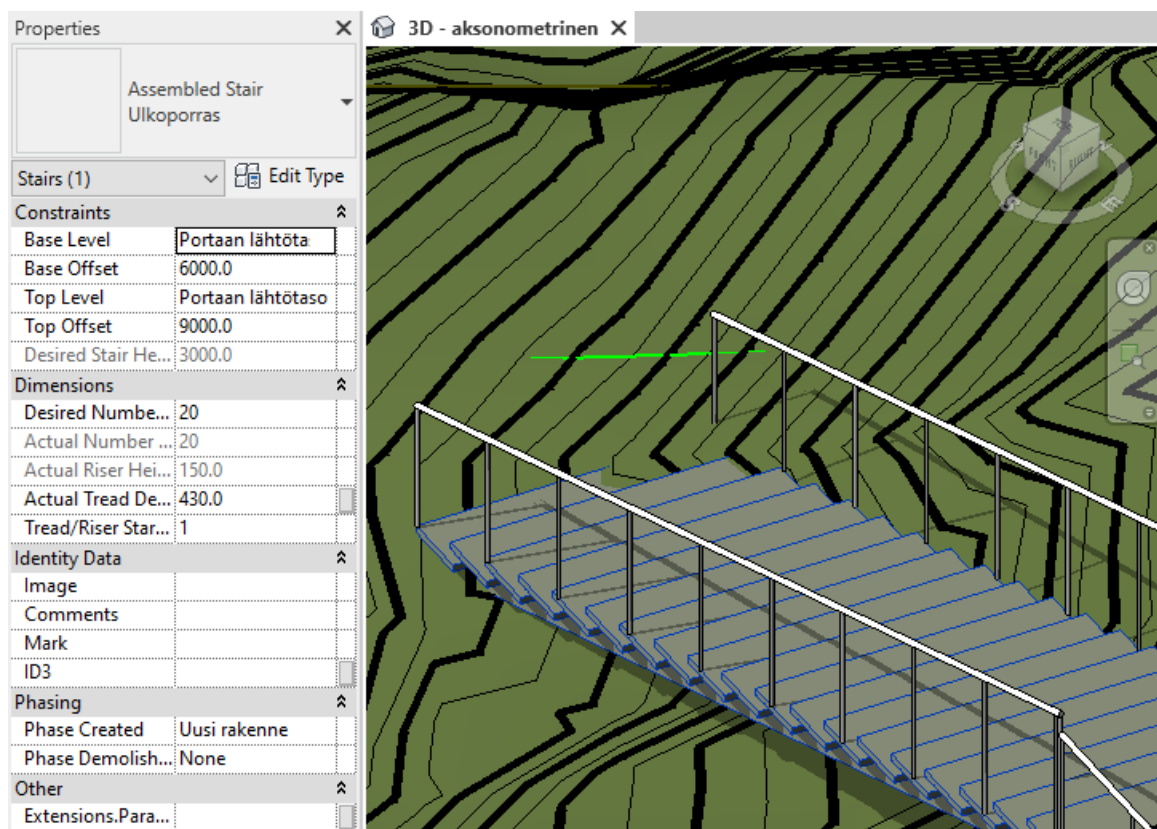 Properties
Assembled Stair
Ulkoporras
Stairs (1)
Edit Type
Constraints
Base Level Portaan lähtöta
Base Offset 6000.0
Top Level Portaan lähtötaso
Top Offset 9000.0
Desired Stair He... 3000.0
Dimensions
Desired Numbe... 20
Actual Number ... 20
Actual Riser Hei... 150.0
Actual Tread De... 430.0
Tread/Riser Star... 1
Identity Data
Image
Comments
Mark
ID3
Phasing
Phase Created Uusi rakenne
Phase Demolish... None
Other
Extensions.Para...
3D - aksonometrinen
FRONT
S
E